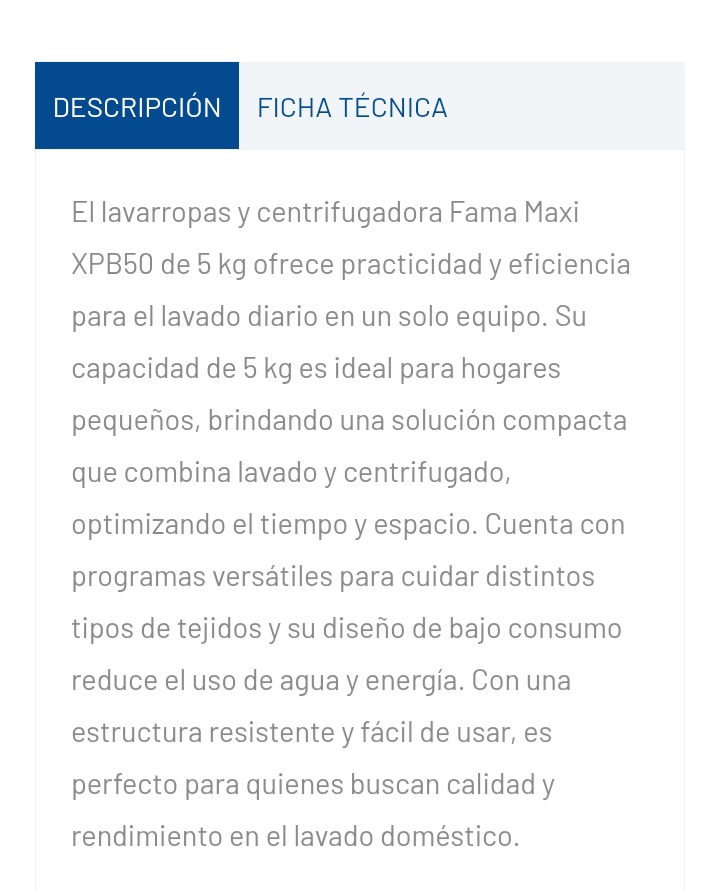 DESCRIPCIÓN FICHA TÉCNICA
El lavarropas y centrifugadora Fama Maxi
XPB50 de 5 kg ofrece practicidad y eficiencia
para el lavado diario en un solo equipo. Su
capacidad de 5 kg es ideal para hogares
pequeños, brindando una solución compacta
que combina lavado y centrifugado,
optimizando el tiempo y espacio. Cuenta con
programas versátiles para cuidar distintos
tipos de tejidos y su diseño de bajo consumo
reduce el uso de agua y energía. Con una
estructura resistente y fácil de usar, es
perfecto para quienes buscan calidad y
rendimiento en el lavado doméstico.